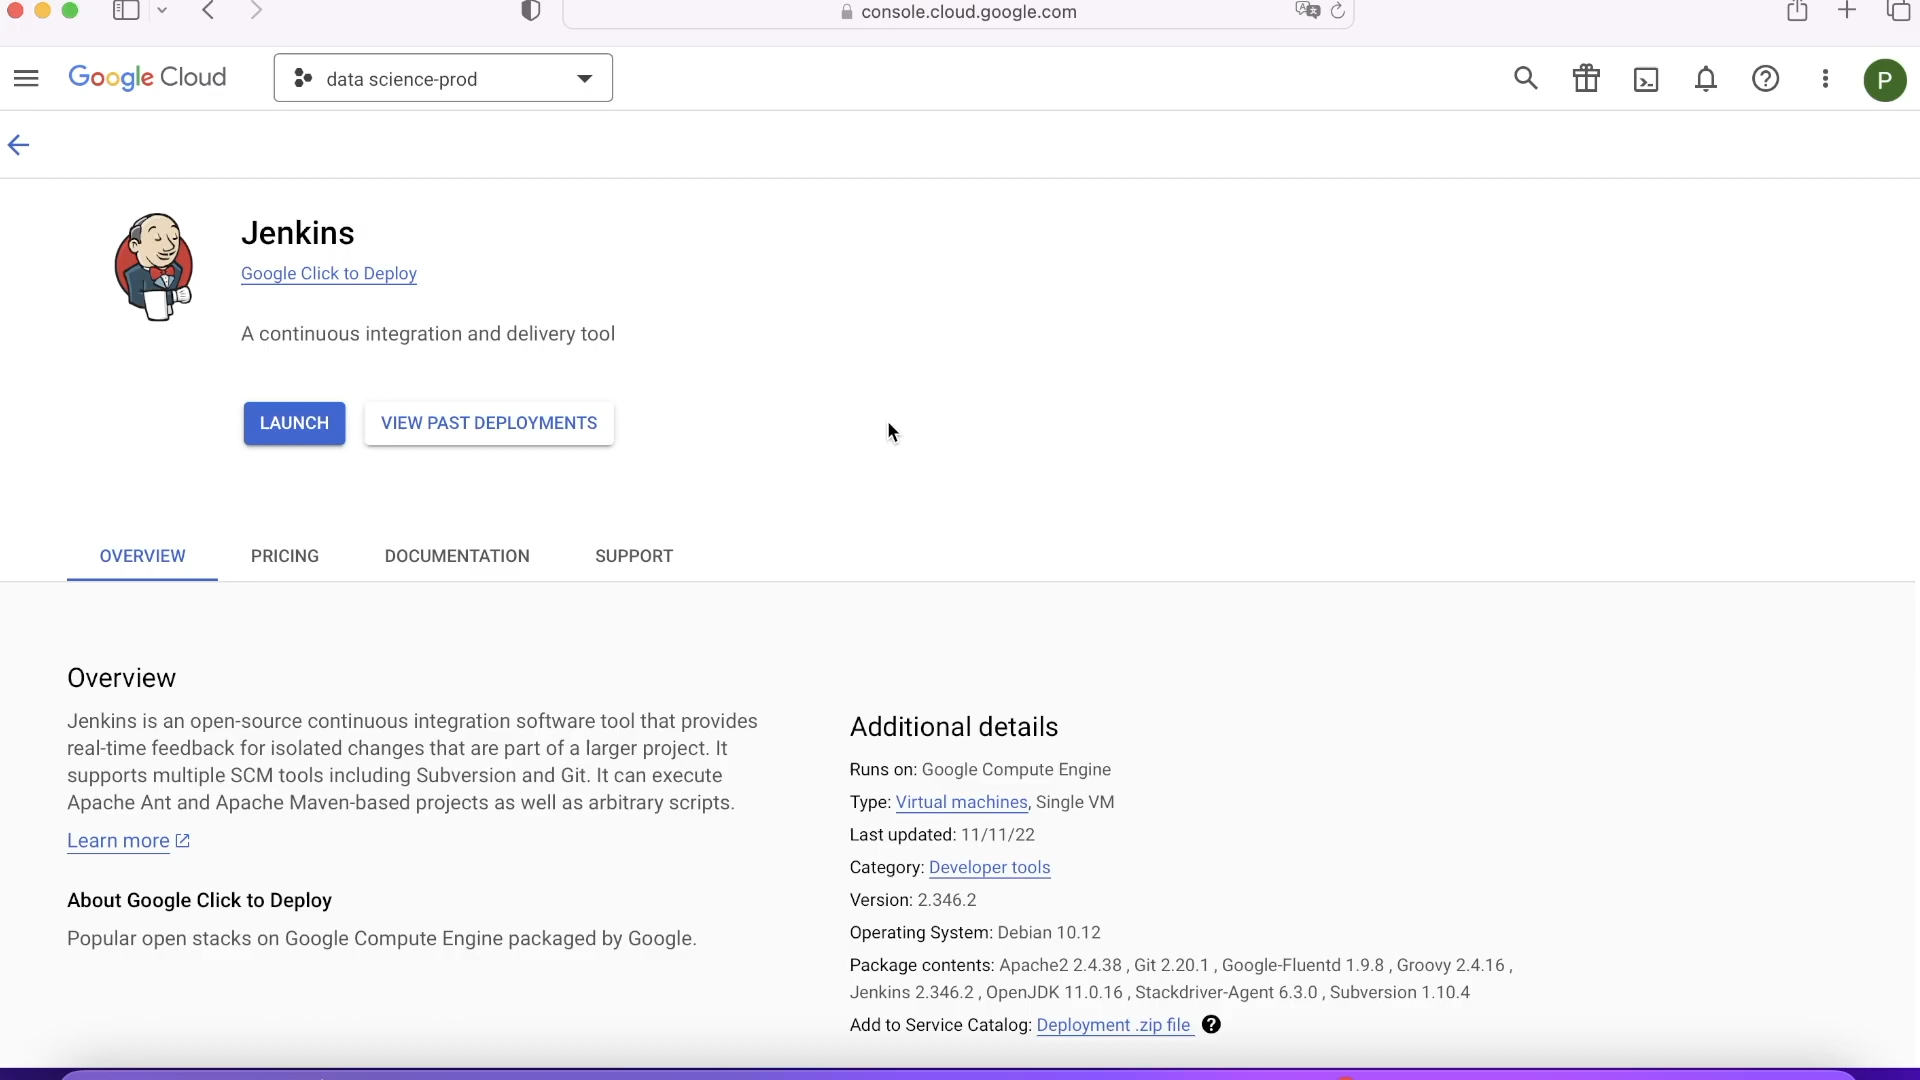 console.cloud.google.com
Google Cloud
data science-prod
P
Jenkins
Google Click to Deploy
A continuous integration and delivery tool
LAUNCH
VIEW PAST DEPLOYMENTS
OVERVIEW
PRICING
DOCUMENTATION
SUPPORT
Overview
Jenkins is an open-source continuous integration software tool that provides
real-time feedback for isolated changes that are part of a larger project. It
supports multiple SCM tools including Subversion and Git. It can execute
Apache Ant and Apache Maven-based projects as well as arbitrary scripts.
Learn more
About Google Click to Deploy
Popular open stacks on Google Compute Engine packaged by Google.
Additional details
Runs on: Google Compute Engine
Type: Virtual machines, Single VM
Last updated: 11/11/22
Category: Developer tools
Version: 2.346.2
Operating System: Debian 10.12
Package contents: Apache2 2.4.38 , Git 2.20.1 , Google-Fluentd 1.9.8 , Groovy 2.4.16 ,
Jenkins 2.346.2 , OpenJDK 11.0.16 , Stackdriver-Agent 6.3.0 , Subversion 1.10.4
Add to Service Catalog: Deployment .zip file